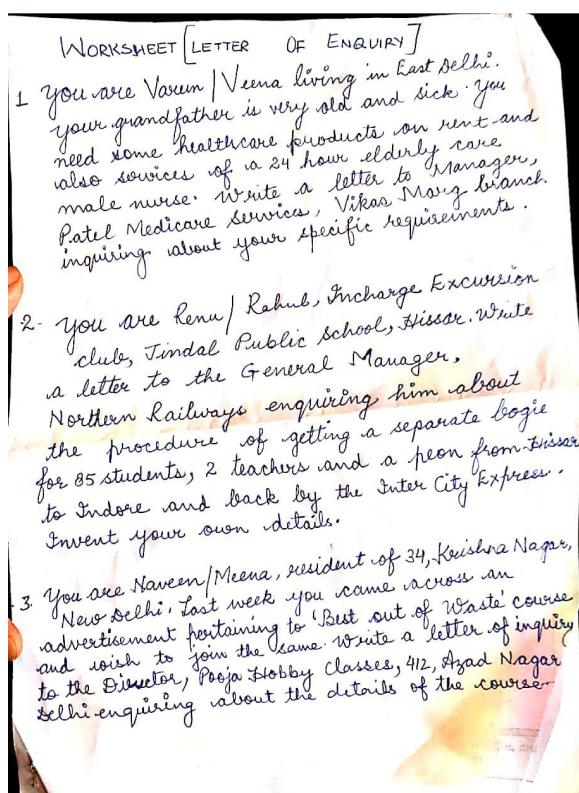 WORKSHEET [LETTER OF ENQUIRY]
1 You are Varun / Veena living in East Delhi.
your grandfather is very old and sick. You
need some healthcare products on rent and
also services of a 24 hour elderly care
male nurse. Write a letter to Manager,
Patel Medicare Services, Vikas Marg branch.
inquiring about your specific requirements.
2- You are Renu / Rahul, Incharge Excursion
club, Jindal Public School, Hissar. Write
a letter to the General Manager,
Northern Railways enquiring him about
the procedure of getting a separate bogie
for 85 students, 2 teachers and a peon from Hissar
to Indore and back by the Inter City Express.
Invent your own details.
3. You are Naveen/Meena, resident of 34, Krishna Nagar,
New Delhi. Last week you came across an
advertisement pertaining to 'Best out of Waste' course
and wish to join the same. Write a letter of inquiry
to the Director, Pooja Hobby Classes, 412, Azad Nagar
Delhi enquiring about the details of the course